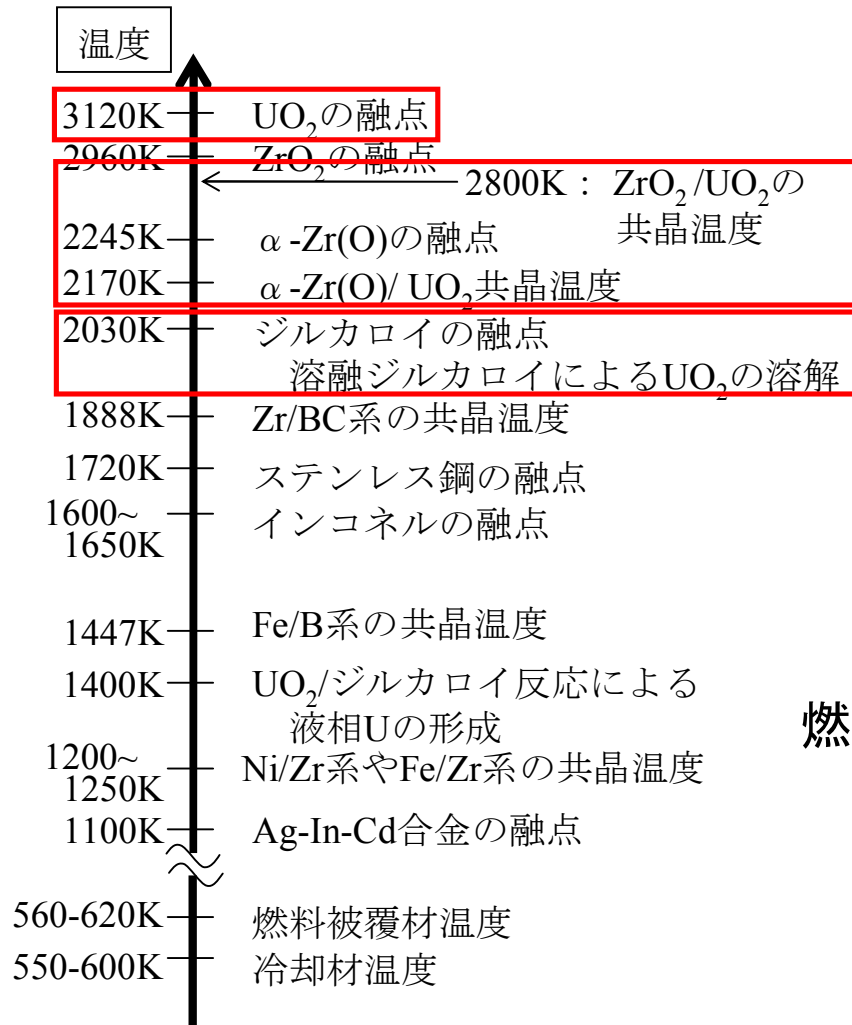 温度
3120K UO₂の融点
2960K ZrO₂の融点
2800K： ZrO₂/UO₂の
共晶温度
2245K α-Zr(O)の融点
2170K α-Zr(O)/ UO₂共晶温度
2030K ジルカロイの融点
溶融ジルカロイによるUO₂の溶解
1888K Zr/BC系の共晶温度
1720K ステンレス鋼の融点
1600~ インコネルの融点
1650K
1447K Fe/B系の共晶温度
1400K UO₂/ジルカロイ反応による
液相Uの形成
燃
1200~ Ni/Zr系やFe/Zr系の共晶温度
1250K
1100K Ag-In-Cd合金の融点
560-620K 燃料被覆材温度
550-600K 冷却材温度